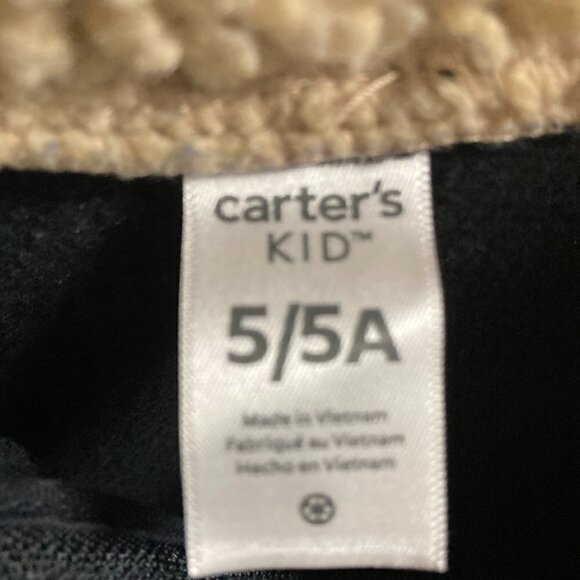 carter's
KID™
5/5A
Made in Vietnam
Fabriqué au Vietnam
Hecho en Vietnam